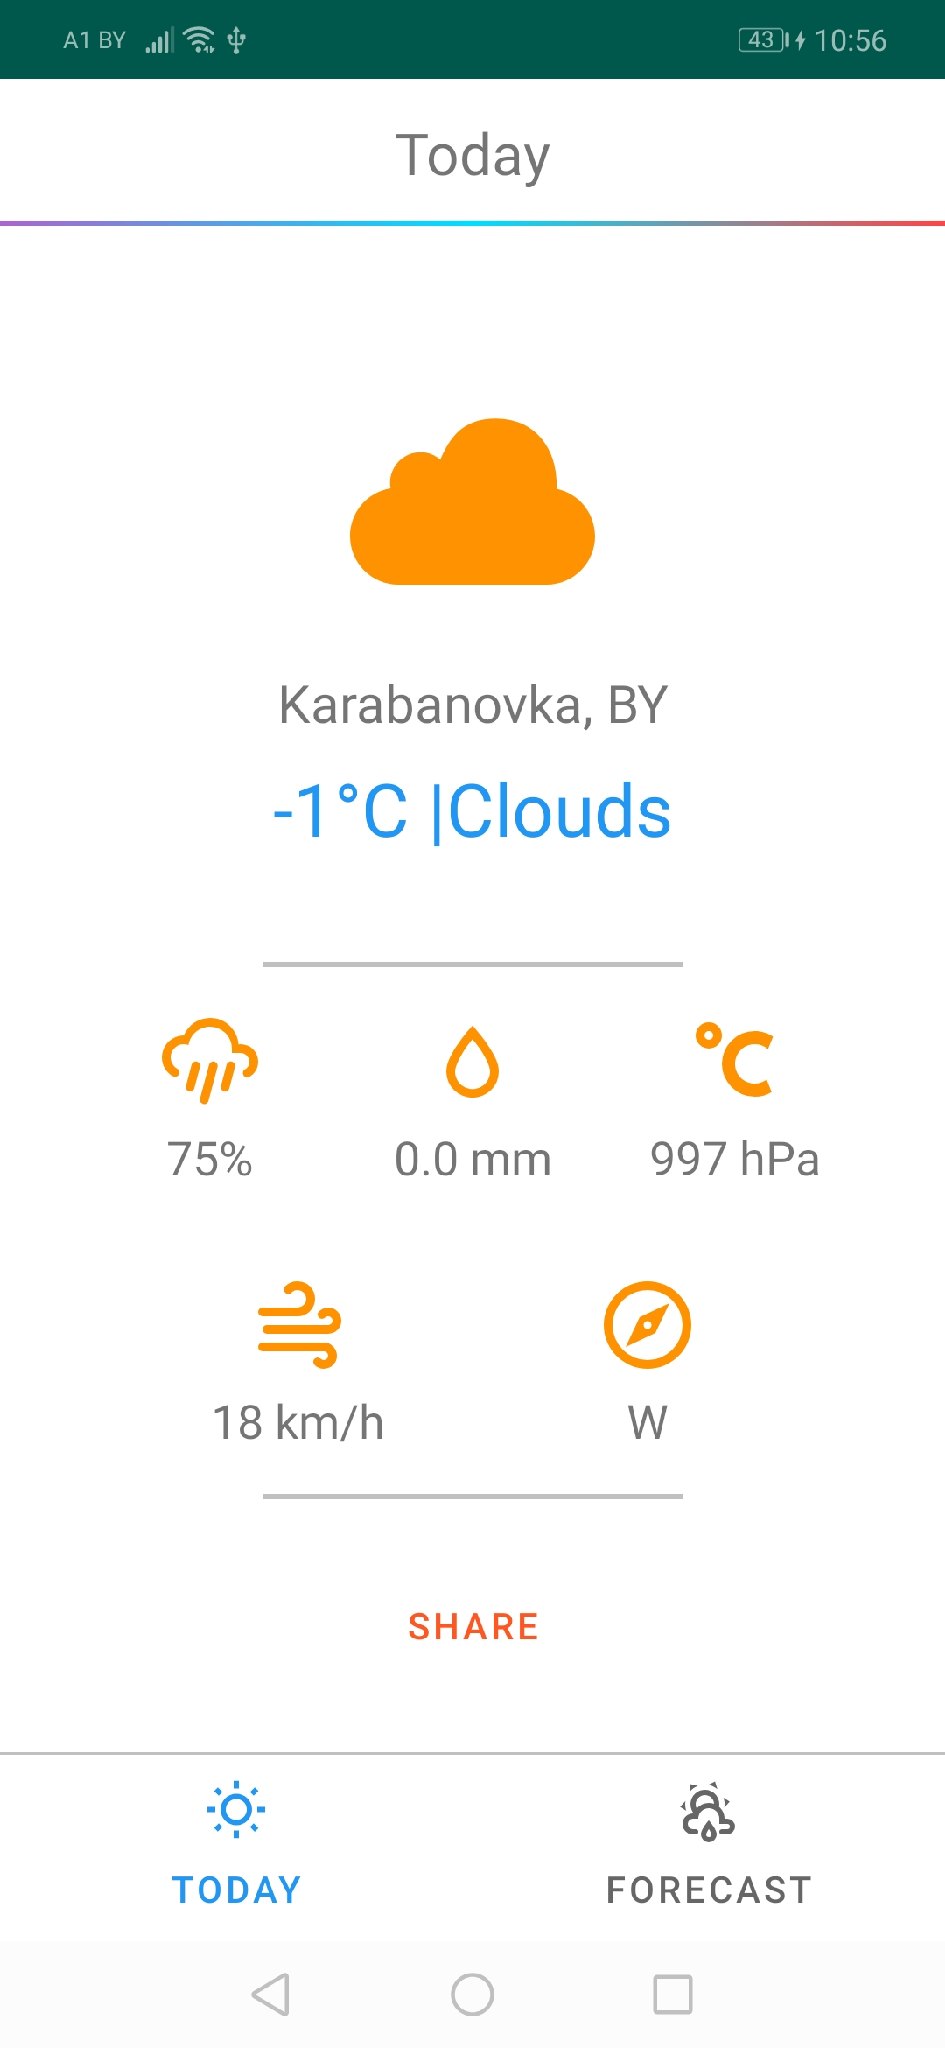 A1 BY 43 10:56
Today
Karabanovka, BY
-1°C |Clouds
°C
75% 0.0 mm 997 hPa
18 km/h W
SHARE
TODAY FORECAST